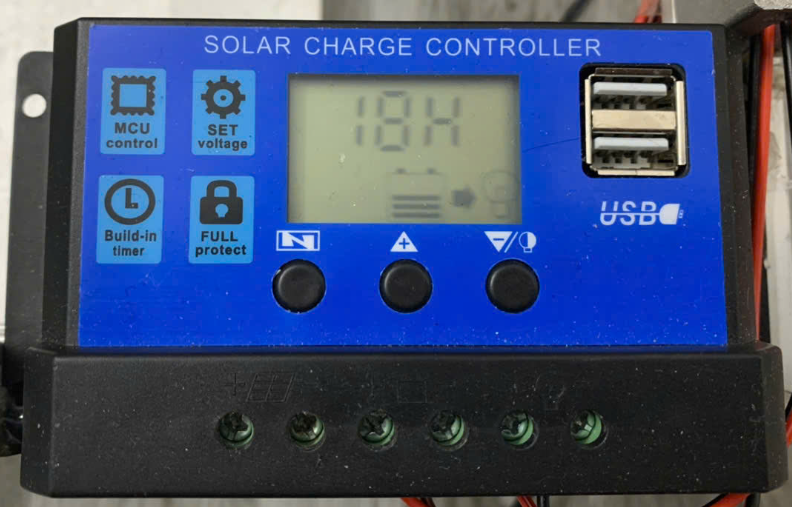 SOLAR CHARGE CONTROLLER
MCU
control
SET
voltage
18H
Build-in
timer
FULL
protect
USB